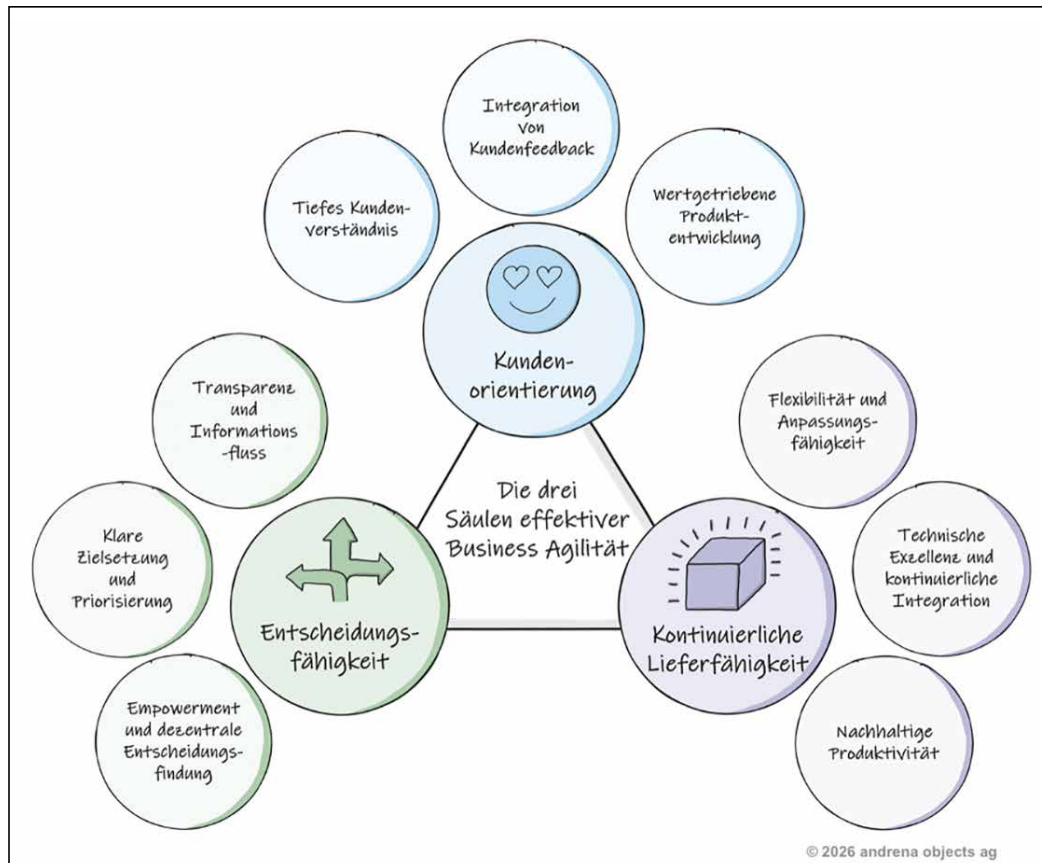 Integration
von
Kundenfeedback
Tiefes Kunden-
verständnis
Wertgetriebene
Produkt-
entwicklung
Kunden-
orientierung
Transparenz
und
Informations
-fluss
Flexibilität und
Anpassungs-
fähigkeit
Die drei
Säulen effektiver
Business Agilität
Klare
Zielsetzung
und
Priorisierung
Technische
Exzellenz und
kontinuierliche
Integration
Entscheidungs-
fähigkeit
Kontinuierliche
Lieferfähigkeit
Empowerment
und dezentrale
Entscheidungs-
findung
Nachhaltige
Produktivität
© 2026 andrena objects ag